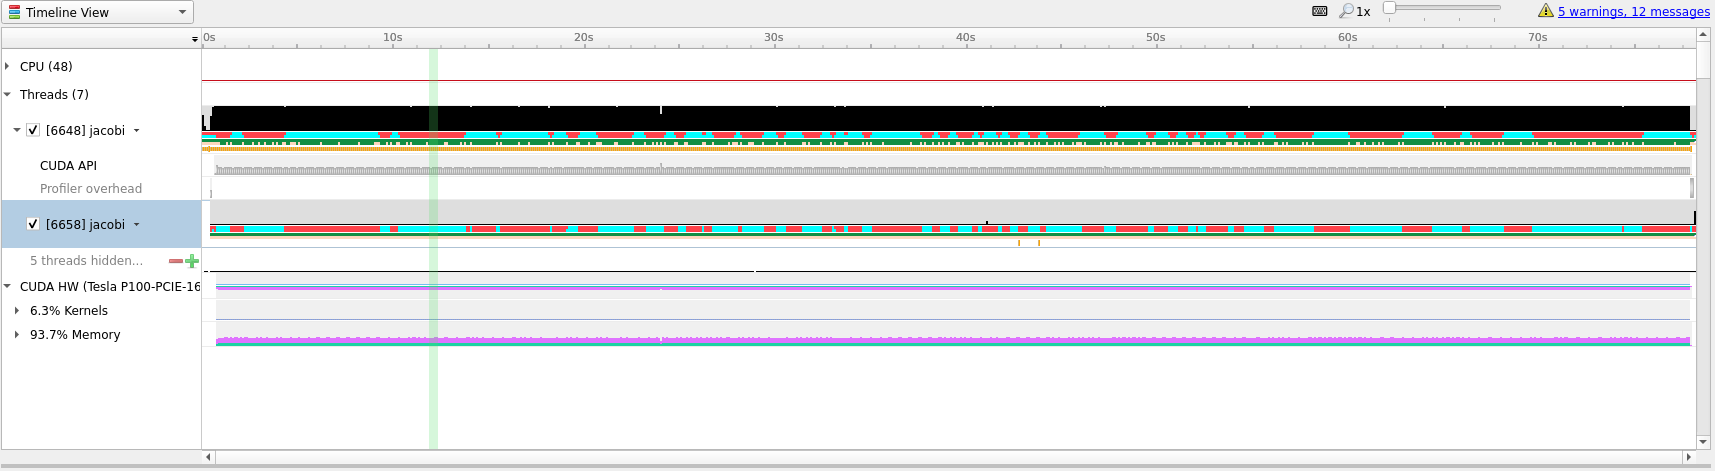 Timeline View
1x
5 warnings, 12 messages
0s 10s 20s 30s 40s 50s 60s 70s
CPU (48)
Threads (7)
[6648] jacobi
CUDA API
Profiler overhead
[6658] jacobi
5 threads hidden...
CUDA HW (Tesla P100-PCIE-16
6.3% Kernels
93.7% Memory